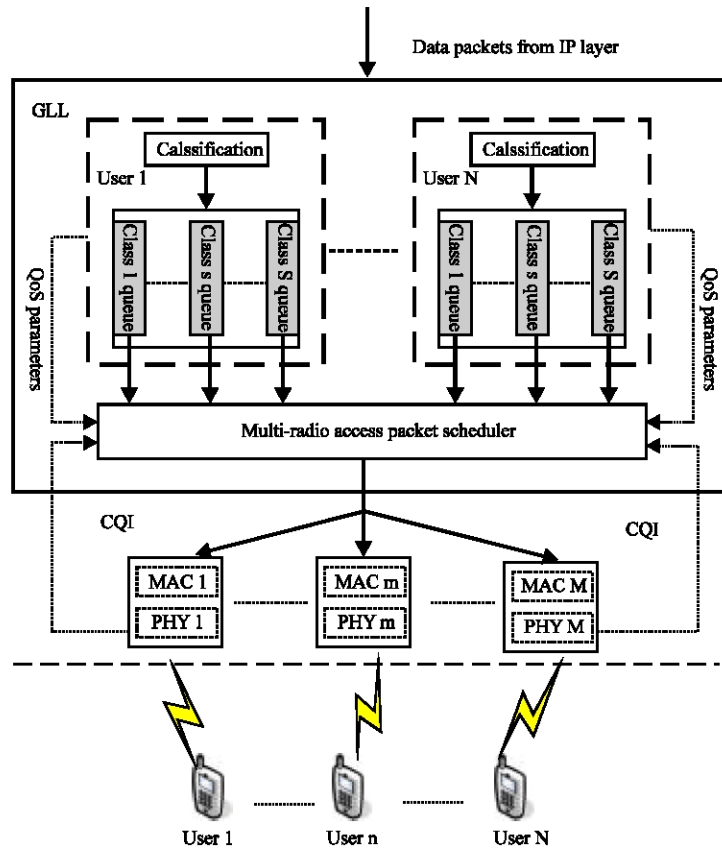 Data packets from IP layer
GLL
Calssification
Calssification
User 1
User N
Class 1 queue
Class s queue
Class S queue
Class 1 queue
Class s queue
Class S queue
QoS parameters
QoS parameters
Multi-radio access packet scheduler
CQI
CQI
MAC 1
MAC m
MAC M
PHY 1
PHY m
PHY M
User 1
User n
User N